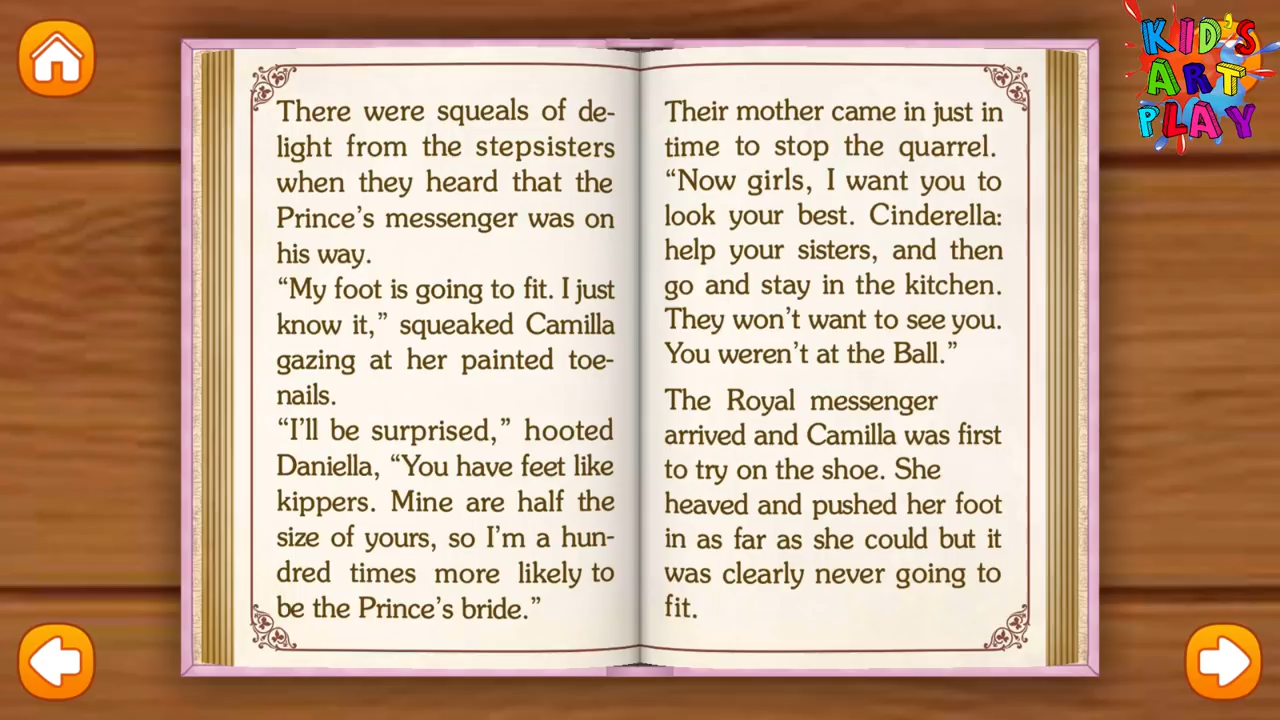 There were squeals of de-
light from the stepsisters
when they heard that the
Prince’s messenger was on
his way.
“My foot is going to fit. I just
know it,” squeaked Camilla
gazing at her painted toe-
nails.
“I’ll be surprised,” hooted
Daniella, “You have feet like
kippers. Mine are half the
size of yours, so I’m a hun-
dred times more likely to
be the Prince’s bride.”
Their mother came in just in
time to stop the quarrel.
“Now girls, I want you to
look your best. Cinderella:
help your sisters, and then
go and stay in the kitchen.
They won’t want to see you.
You weren’t at the Ball.”
The Royal messenger
arrived and Camilla was first
to try on the shoe. She
heaved and pushed her foot
in as far as she could but it
was clearly never going to
fit.
KID’S
ART
PLAY